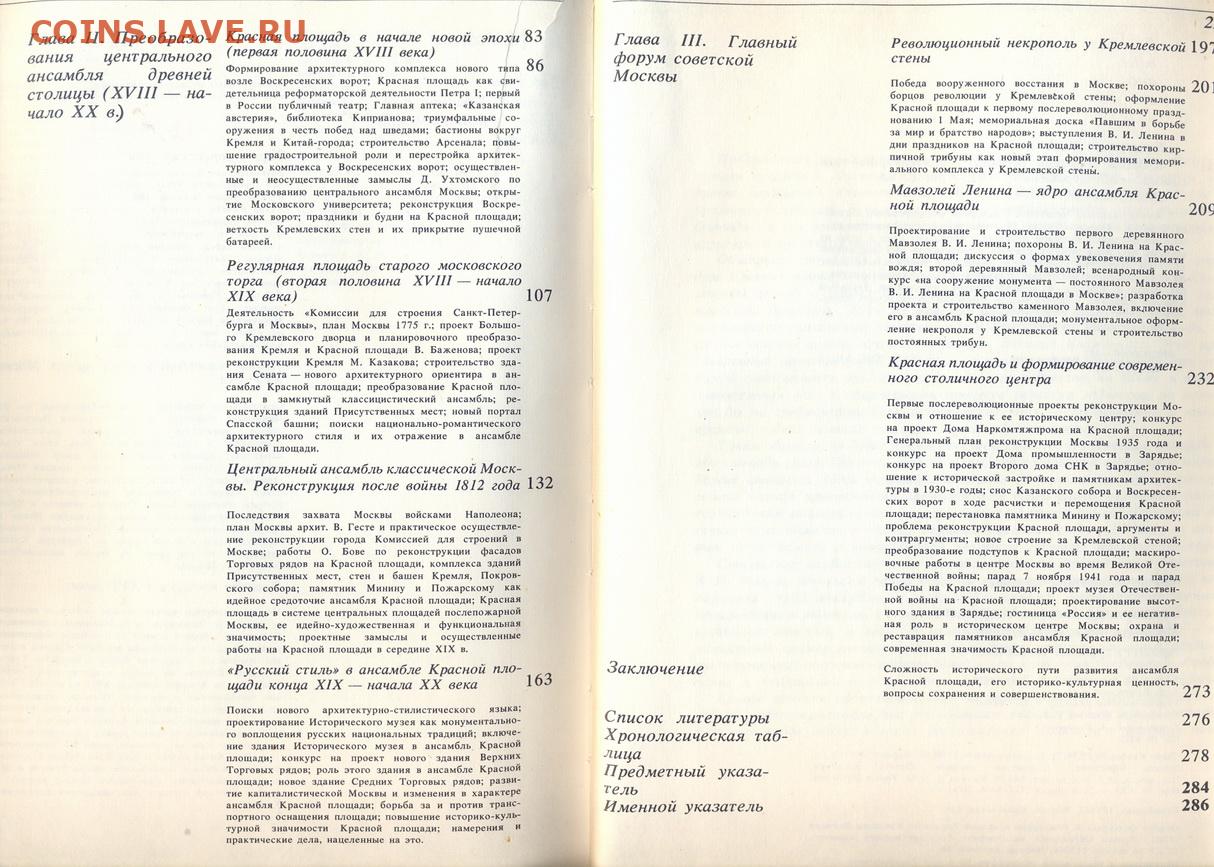 COINS.LAVE.RU
Глава II. Преобразо-
вания центрального
ансамбля древней
столицы (XVIII — на-
чало XX в.)
Красная площадь в начале новой эпохи 83
(первая половина XVIII века)
86
Формирование архитектурного комплекса нового типа
возле Воскресенских ворот; Красная площадь как сви-
детельница реформаторской деятельности Петра I; первый
в России публичный театр; Главная аптека; «Казанская
австерия», библиотека Киприанова; триумфальные со-
оружения в честь побед над шведами; бастионы вокруг
Кремля и Китай-города; строительство Арсенала; повы-
шение градостроительной роли и перестройка архитек-
турного комплекса у Воскресенских ворот; осуществлен-
ные и неосуществленные замыслы Д. Ухтомского по
преобразованию центрального ансамбля Москвы; откры-
тие Московского университета; реконструкция Воскре-
сенских ворот; праздники и будни на Красной площади;
ветхость Кремлевских стен и их прикрытие пушечной
батареей.
Регулярная площадь старого московского
торга (вторая половина XVIII — начало
XIX века) 107
Деятельность «Комиссии для строения Санкт-Петер-
бурга и Москвы», план Москвы 1775 г.; проект Большо-
го Кремлевского дворца и планировочного преобразо-
вания Кремля и Красной площади В. Баженова; проект
реконструкции Кремля М. Казакова; строительство зда-
ния Сената — нового архитектурного ориентира в ан-
самбле Красной площади; преобразование Красной пло-
щади в замкнутый классицистический ансамбль; ре-
конструкция зданий Присутственных мест; новый портал
Спасской башни; поиски национально-романтического
архитектурного стиля и их отражение в ансамбле
Красной площади.
Центральный ансамбль классической Моск-
вы. Реконструкция после войны 1812 года 132
Последствия захвата Москвы войсками Наполеона;
план Москвы архит. В. Гесте и практическое осуществле-
ние реконструкции города Комиссией для строений в
Москве; работы О. Бове по реконструкции фасадов
Торговых рядов на Красной площади, комплекса зданий
Присутственных мест, стен и башен Кремля, Покров-
ского собора; памятник Минину и Пожарскому как
идейное средоточие ансамбля Красной площади; Красная
площадь в системе центральных площадей послепожарной
Москвы, ее идейно-художественная и функциональная
значимость; проектные замыслы и осуществленные
работы на Красной площади в середине XIX в.
«Русский стиль» в ансамбле Красной пло-
щади конца XIX — начала XX века 163
Поиски нового архитектурно-стилистического языка;
проектирование Исторического музея как монументально-
го воплощения русских национальных традиций; включе-
ние здания Исторического музея в ансамбль Красной
площади; конкурс на проект нового здания Верхних
Торговых рядов; роль этого здания в ансамбле Красной
площади; новое здание Средних Торговых рядов; разви-
тие капиталистической Москвы и изменения в характере
ансамбля Красной площади; борьба за и против транс-
портного оснащения площади; повышение историко-куль-
турной значимости Красной площади; намерения и
практические дела, нацеленные на это.
2
Глава III. Главный
форум советской
Москвы
Революционный некрополь у Кремлевской 197
стены
201
Победа вооруженного восстания в Москве; похороны
борцов революции у Кремлевской стены; оформление
Красной площади к первому послереволюционному празд-
нованию 1 Мая; мемориальная доска «Павшим в борьбе
за мир и братство народов»; выступления В. И. Ленина в
дни праздников на Красной площади; строительство кир-
пичной трибуны как новый этап формирования мемори-
ального комплекса у Кремлевской стены.
Мавзолей Ленина — ядро ансамбля Крас-
ной площади 209
Проектирование и строительство первого деревянного
Мавзолея В. И. Ленина; похороны В. И. Ленина на Крас-
ной площади; дискуссия о формах увековечения памяти
вождя; второй деревянный Мавзолей; всенародный кон-
курс «на сооружение монумента — постоянного Мавзолея
В. И. Ленина на Красной площади в Москве»; разработка
проекта и строительство каменного Мавзолея, включение
его в ансамбль Красной площади; монументальное оформ-
ление некрополя у Кремлевской стены и строительство
постоянных трибун.
Красная площадь и формирование современ-
ного столичного центра 232
Первые послереволюционные проекты реконструкции Мо-
сквы и отношение к ее историческому центру; конкурс
на проект Дома Наркомтяжпрома на Красной площади;
Генеральный план реконструкции Москвы 1935 года и
конкурс на проект Дома промышленности в Зарядье;
конкурс на проект Второго дома СНК в Зарядье; отно-
шение к исторической застройке и памятникам архитек-
туры в 1930-е годы; снос Казанского собора и Воскресен-
ских ворот в ходе расчистки и перемощения Красной
площади; перестановка памятника Минину и Пожарскому;
проблема реконструкции Красной площади, аргументы и
контраргументы; новое строение за Кремлевской стеной;
преобразование подступов к Красной площади; маскиро-
вочные работы в центре Москвы во время Великой Оте-
чественной войны; парад 7 ноября 1941 года и парад
Победы на Красной площади; проект музея Отечествен-
ной войны на Красной площади; проектирование высот-
ного здания в Зарядье; гостиница «Россия» и ее негатив-
ная роль в историческом центре Москвы; охрана и
реставрация памятников ансамбля Красной площади;
современная значимость Красной площади.
Заключение
Сложность исторического пути развития ансамбля
Красной площади, его историко-культурная ценность,
вопросы сохранения и совершенствования. 273
Список литературы 276
Хронологическая таб-
лица 278
Предметный указа-
тель 284
Именной указатель 286